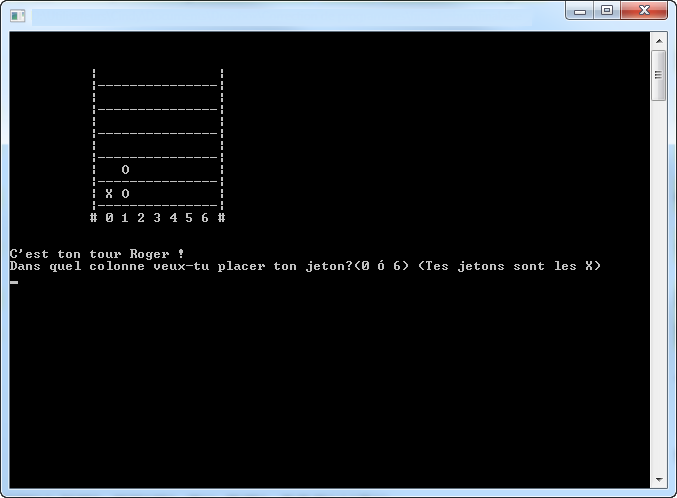 ¦ ¦
¦---------------¦
¦ ¦
¦---------------¦
¦ ¦
¦---------------¦
¦ ¦
¦---------------¦
¦ O ¦
¦---------------¦
¦ X O ¦
¦---------------¦
# 0 1 2 3 4 5 6 #
C'est ton tour Roger !
Dans quel colonne veux-tu placer ton jeton?(0 ó 6) (Tes jetons sont les X)